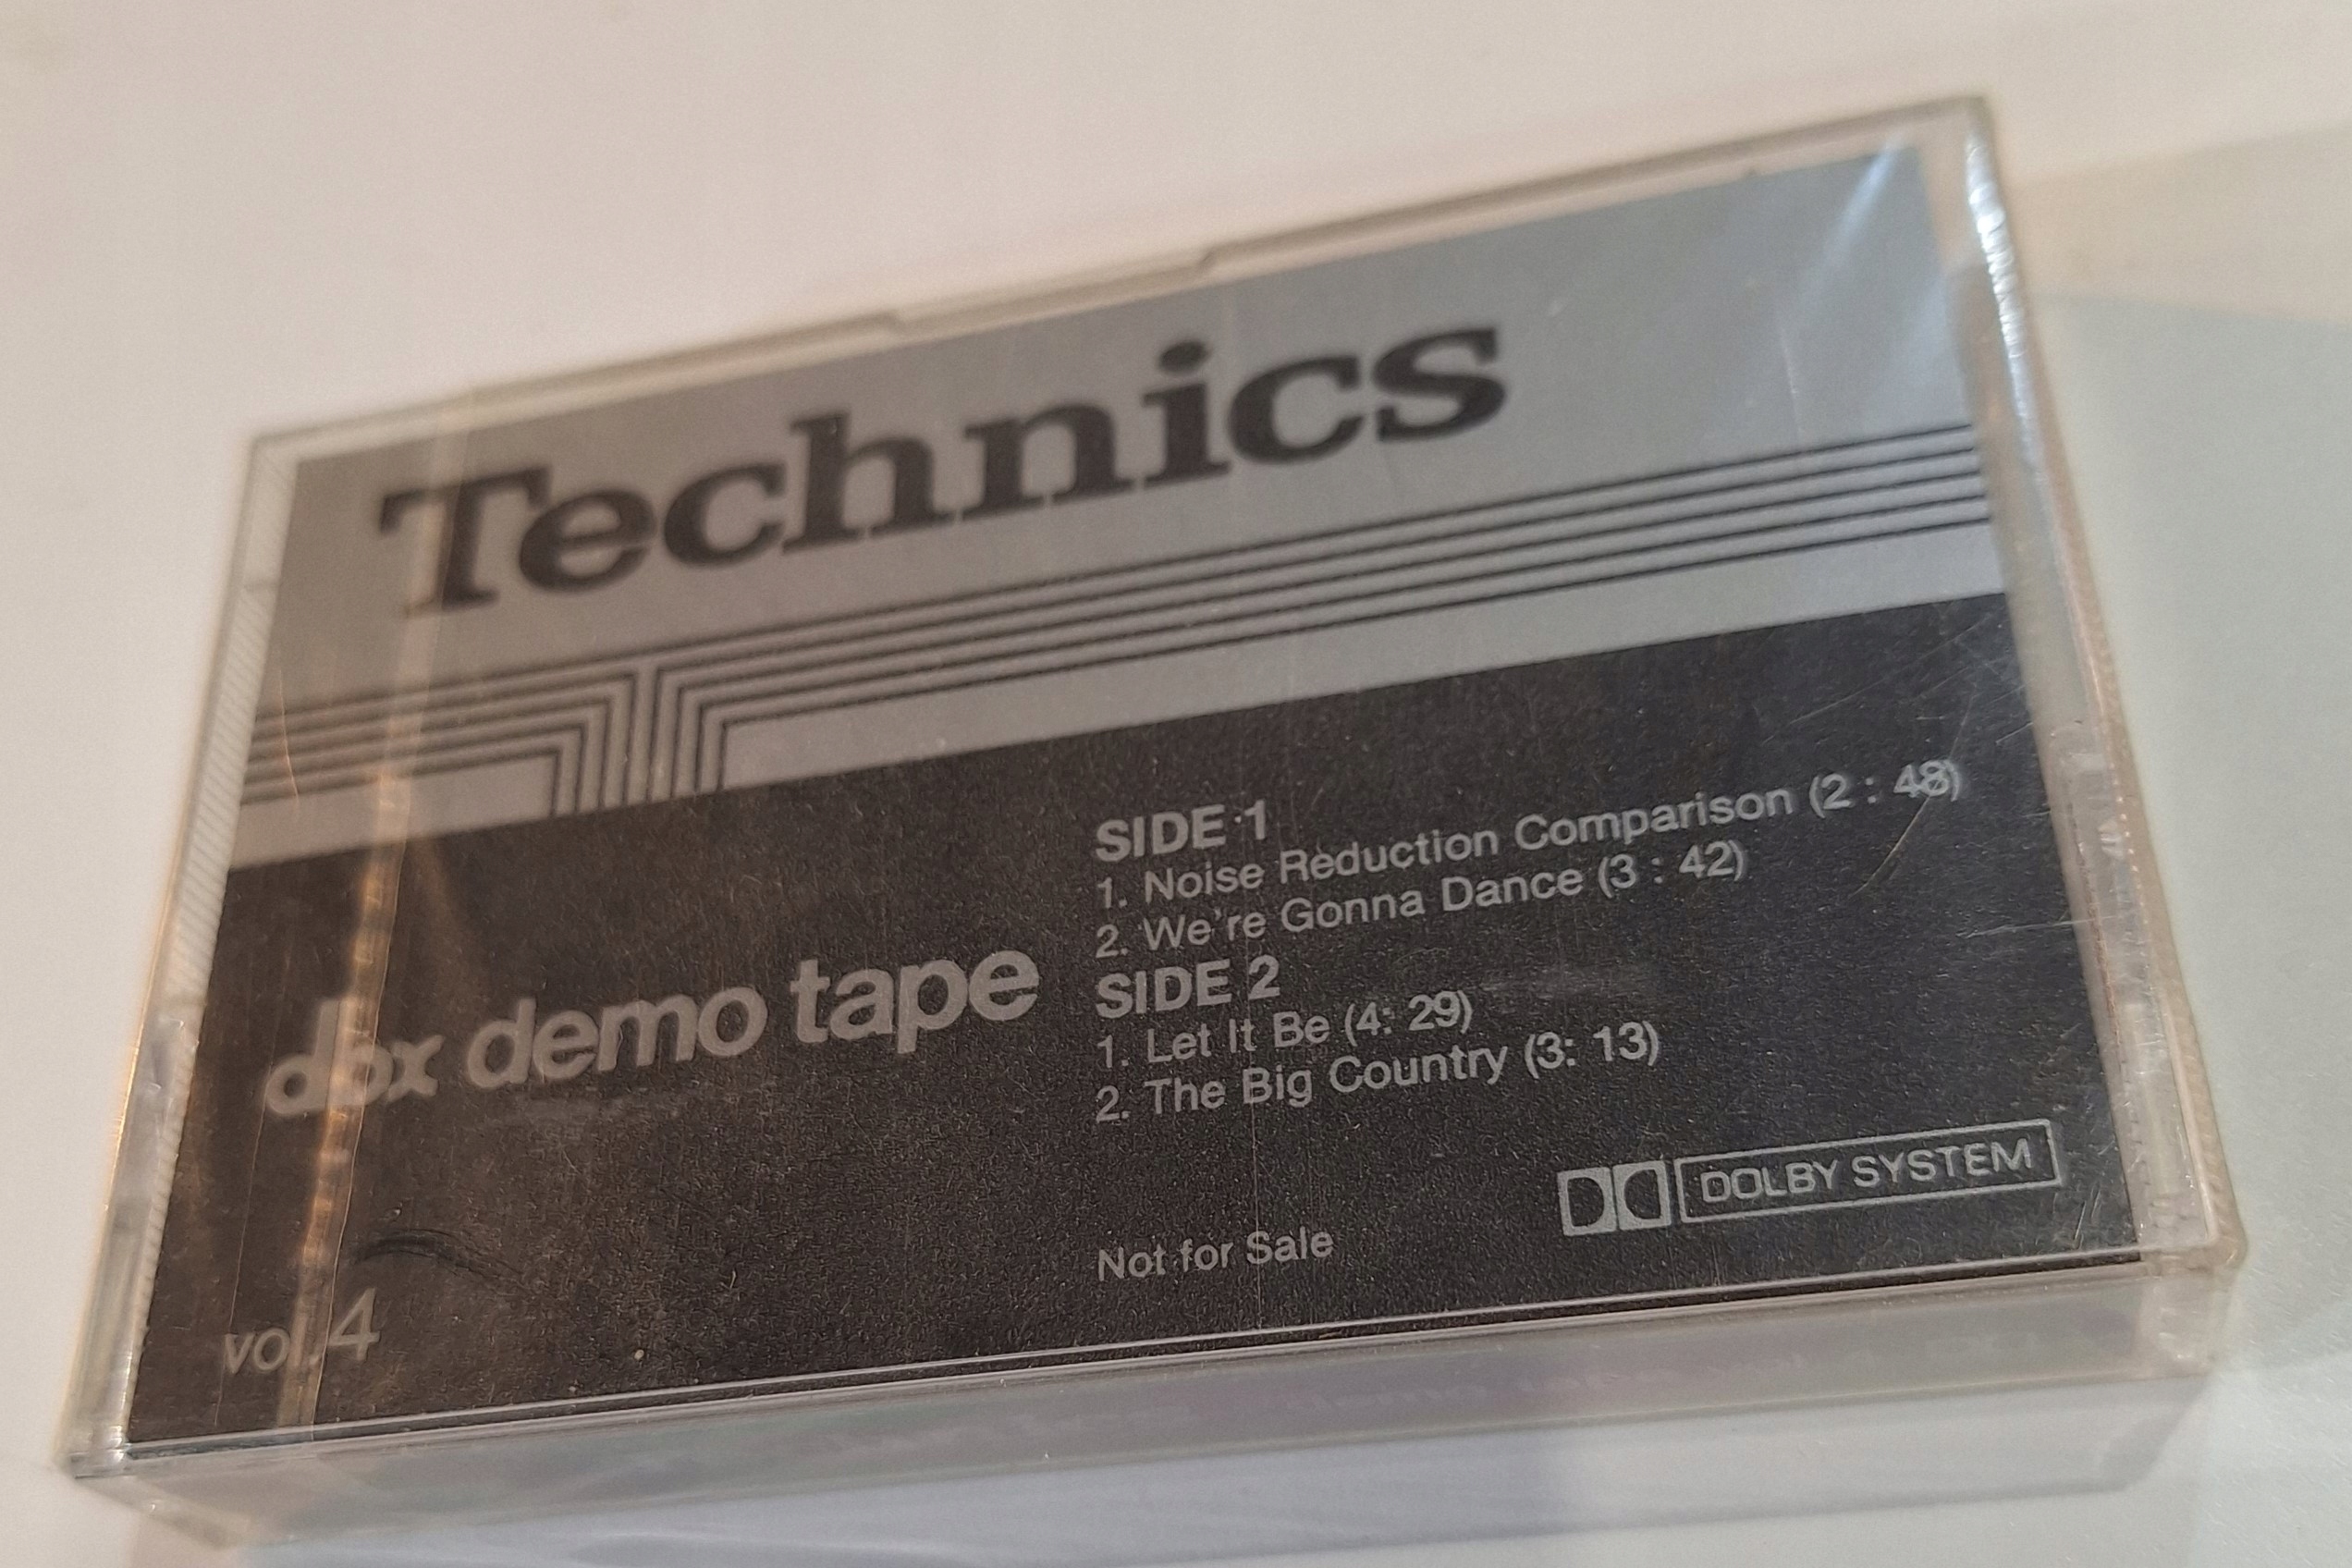 Technics
dbx demo tape
vol.4
SIDE 1
1. Noise Reduction Comparison (2 : 48)
2. We're Gonna Dance (3 : 42)
SIDE 2
1. Let It Be (4: 29)
2. The Big Country (3: 13)
Not for Sale
DOLBY SYSTEM